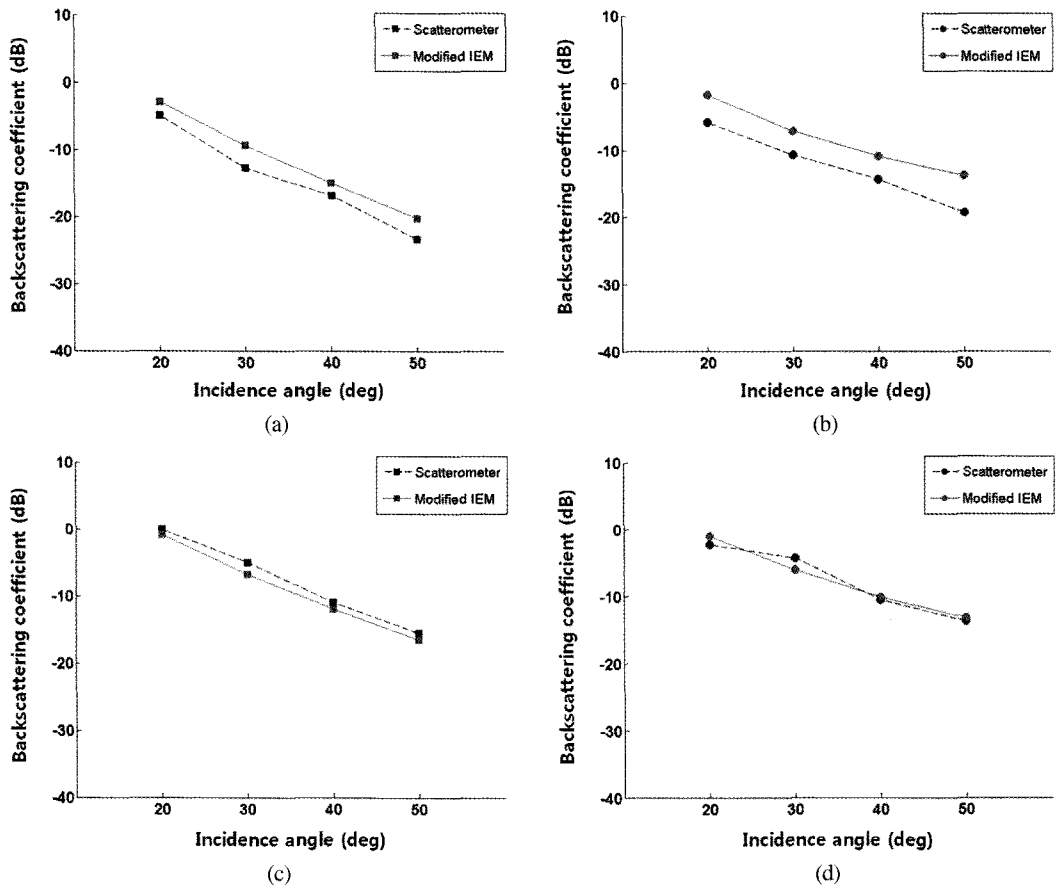 10
0
-10
-20
-30
-40
Backscattering coefficient (dB)
Scatterometer
Modified IEM
20 30 40 50
Incidence angle (deg)
(a)
10
0
-10
-20
-30
-40
Backscattering coefficient (dB)
Scatterometer
Modified IEM
20 30 40 50
Incidence angle (deg)
(b)
10
0
-10
-20
-30
-40
Backscattering coefficient (dB)
Scatterometer
Modified IEM
20 30 40 50
Incidence angle (deg)
(c)
10
0
-10
-20
-30
-40
Backscattering coefficient (dB)
Scatterometer
Modified IEM
20 30 40 50
Incidence angle (deg)
(d)